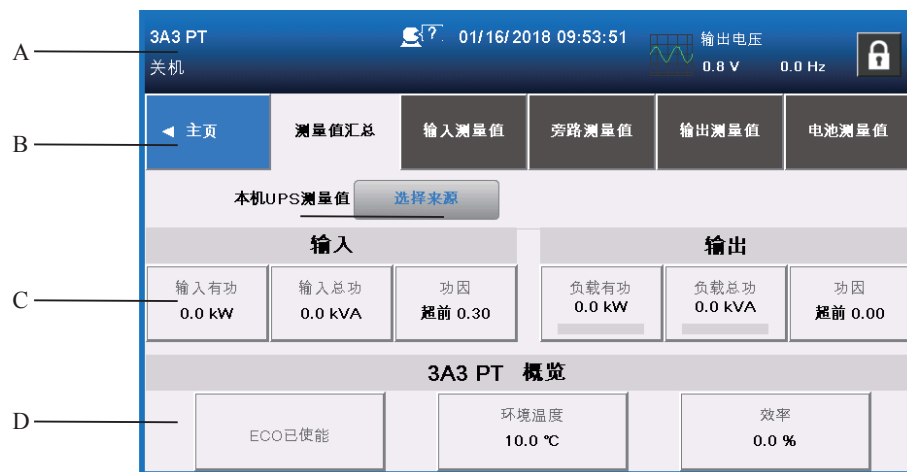 A
3A3 PT
01/16/2018 09:53:51
输出电压
关机
0.8 V
0.0 Hz
B
主页
测量值汇总
输入测量值
旁路测量值
输出测量值
电池测量值
本机UPS测量值
选择来源
输入
输出
C
输入有功
0.0 kW
输入总功
0.0 kVA
功因
超前 0.30
负载有功
0.0 kW
负载总功
0.0 kVA
功因
超前 0.00
3A3 PT 概览
D
ECO已使能
环境温度
10.0 ℃
效率
0.0 %